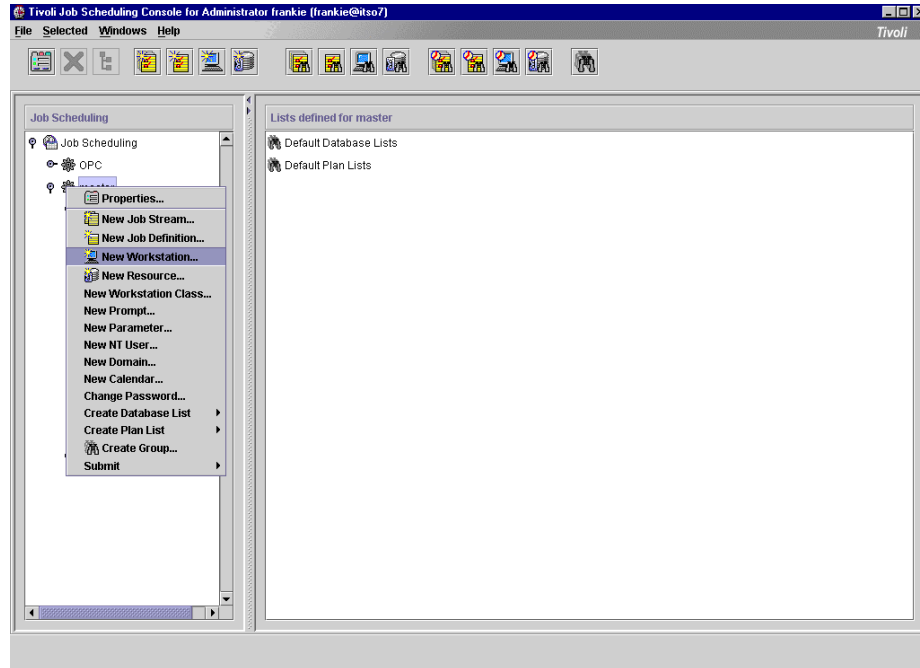 Tivoli Job Scheduling Console for Administrator frankie (frankie@itso7)
File Selected Windows Help
Tivoli
Job Scheduling
Lists defined for master
Job Scheduling
Default Database Lists
OPC
Default Plan Lists
master
Properties...
New Job Stream...
New Job Definition...
New Workstation...
New Resource...
New Workstation Class...
New Prompt...
New Parameter...
New NT User...
New Domain...
New Calendar...
Change Password...
Create Database List
Create Plan List
Create Group...
Submit